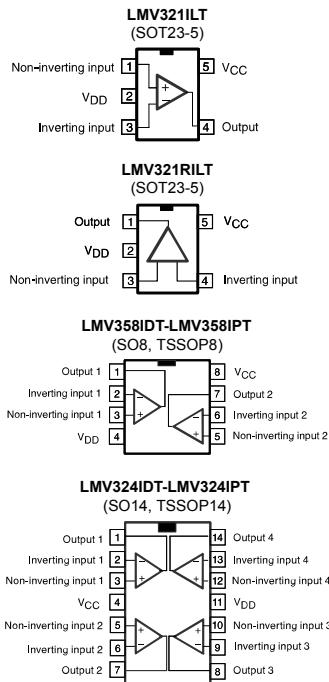 LMV321ILT
(SOT23-5)
Non-inverting input 1 5 VCC
+
VDD 2
−
Inverting input 3 4 Output
LMV321RILT
(SOT23-5)
Output 1 5 VCC
VDD 2
Non-inverting input 3 4 Inverting input
LMV358IDT-LMV358IPT
(SO8, TSSOP8)
Output 1 1 8 VCC
Inverting input 1 2 − 7 Output 2
Non-inverting input 1 3 + − 6 Inverting input 2
VDD 4 + 5 Non-inverting input 2
LMV324IDT-LMV324IPT
(SO14, TSSOP14)
Output 1 1 14 Output 4
Inverting input 1 2 − − 13 Inverting input 4
Non-inverting input 1 3 + + 12 Non-inverting input 4
VCC 4 11 VDD
Non-inverting input 2 5 + + 10 Non-inverting input 3
Inverting input 2 6 − − 9 Inverting input 3
Output 2 7 8 Output 3